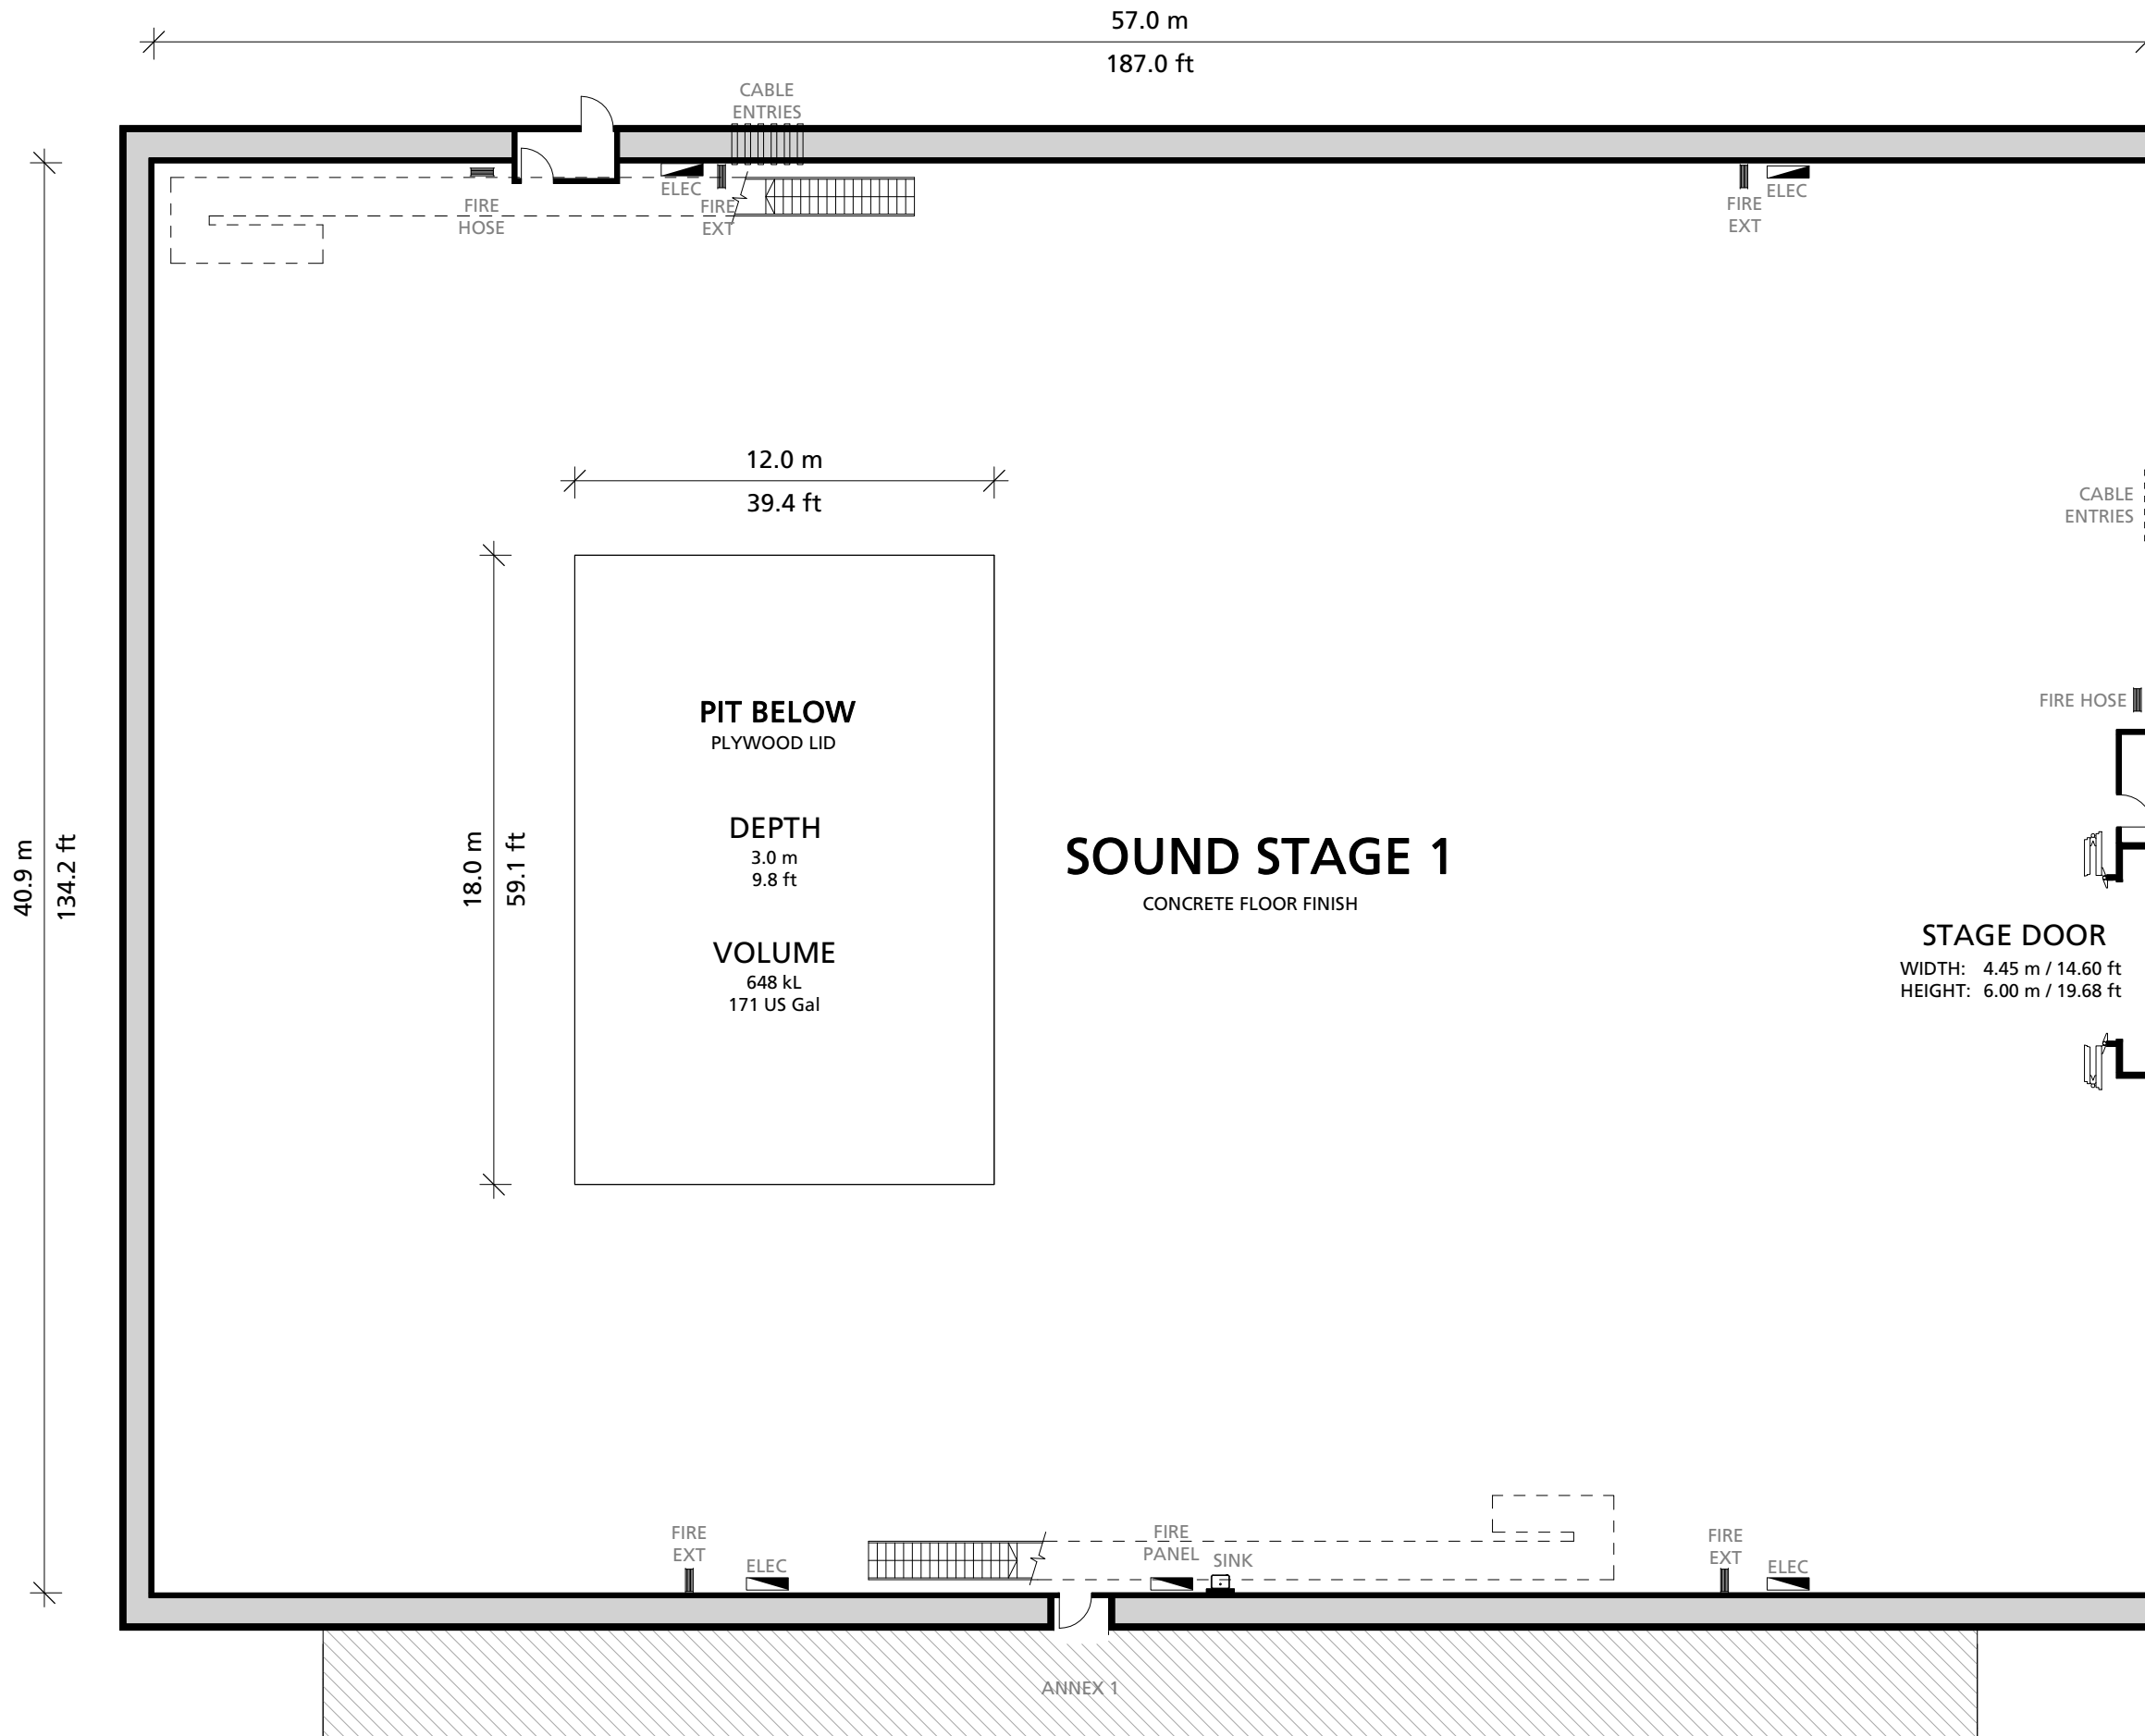 57.0 m
187.0 ft
CABLE
ENTRIES
ELEC
FIRE
EXT
FIRE
HOSE
ELEC
FIRE
EXT
12.0 m
39.4 ft
CABLE
ENTRIES
PIT BELOW
PLYWOOD LID
FIRE HOSE
DEPTH
3.0 m
9.8 ft
40.9 m
134.2 ft
18.0 m
59.1 ft
SOUND STAGE 1
CONCRETE FLOOR FINISH
VOLUME
648 kL
171 US Gal
STAGE DOOR
WIDTH: 4.45 m / 14.60 ft
HEIGHT: 6.00 m / 19.68 ft
FIRE
EXT
ELEC
FIRE
PANEL
SINK
FIRE
EXT
ELEC
ANNEX 1